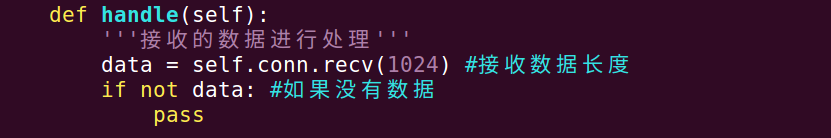 def handle(self):
    '''接收的数据进行处理'''
    data = self.conn.recv(1024) #接收数据长度
    if not data: #如果没有数据
        pass